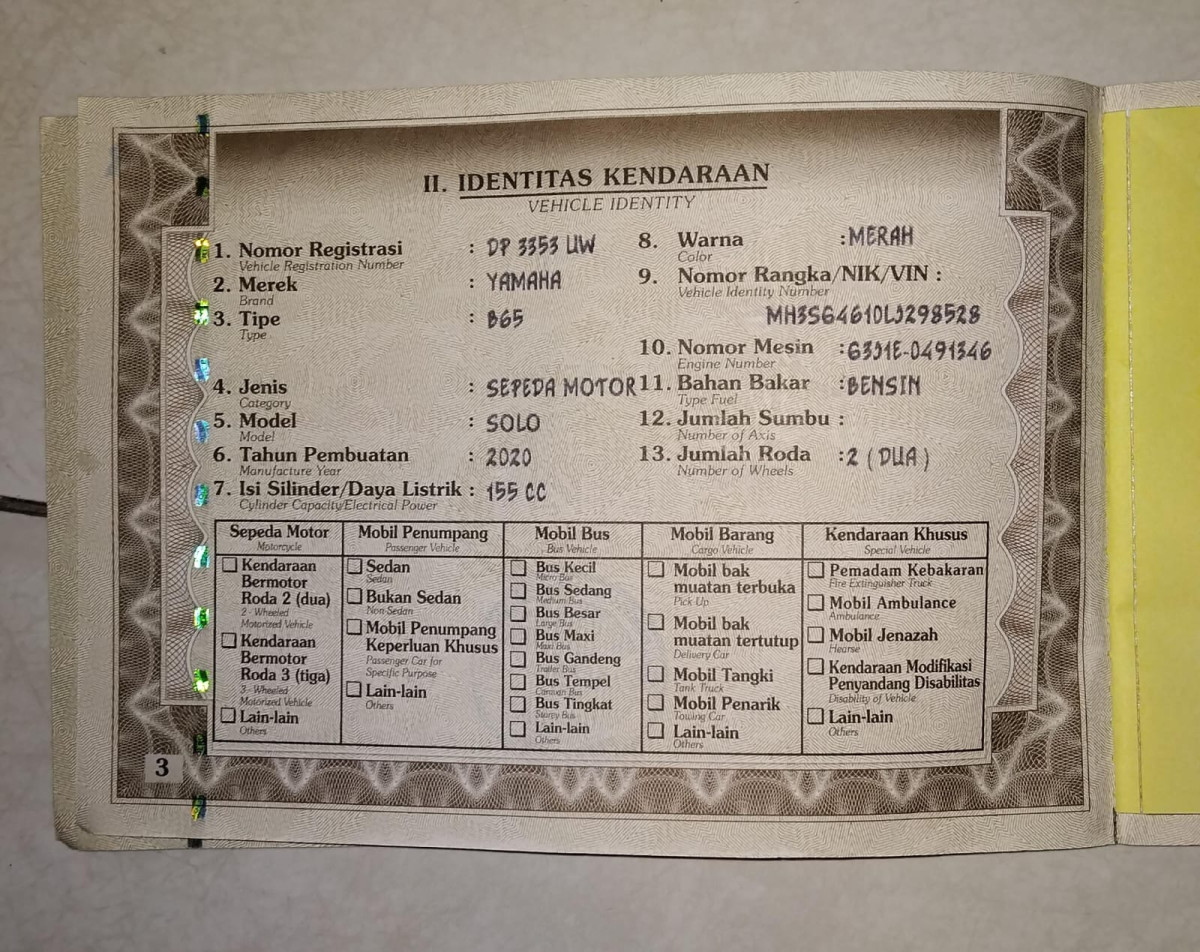 II. IDENTITAS KENDARAAN
VEHICLE IDENTITY
1. Nomor Registrasi : DP 3353 UW
Vehicle Registration Number
2. Merek : YAMAHA
Brand
3. Tipe : B65
Type
4. Jenis : SEPEDA MOTOR
Category
5. Model : SOLO
Model
6. Tahun Pembuatan : 2020
Manufacture Year
7. Isi Silinder/Daya Listrik : 155 CC
Cylinder Capacity/Electrical Power
8. Warna : MERAH
Color
9. Nomor Rangka/NIK/VIN :
Vehicle Identity Number
MH3SG4610LJ298528
10. Nomor Mesin : G3J1E-0491346
Engine Number
11. Bahan Bakar : BENSIN
Type Fuel
12. Jumlah Sumbu :
Number of Axis
13. Jumlah Roda : 2 ( DUA )
Number of Wheels
Sepeda Motor
Motorcycle
Kendaraan
Bermotor
Roda 2 (dua)
2 - Wheeled
Motorized Vehicle
Kendaraan
Bermotor
Roda 3 (tiga)
3 - Wheeled
Motorized Vehicle
Lain-lain
Others
Mobil Penumpang
Passenger Vehicle
Sedan
Sedan
Bukan Sedan
Non Sedan
Mobil Penumpang
Keperluan Khusus
Passenger Car for
Specific Purpose
Lain-lain
Others
Mobil Bus
Bus Vehicle
Bus Kecil
Micro Bus
Bus Sedang
Medium Bus
Bus Besar
Large Bus
Bus Maxi
Maxi Bus
Bus Gandeng
Trailer Bus
Bus Tempel
Caravan Bus
Bus Tingkat
Storey Bus
Lain-lain
Others
Mobil Barang
Cargo Vehicle
Mobil bak
muatan terbuka
Pick Up
Mobil bak
muatan tertutup
Delivery Car
Mobil Tangki
Tank Truck
Mobil Penarik
Towing Car
Lain-lain
Others
Kendaraan Khusus
Special Vehicle
Pemadam Kebakaran
Fire Extinguisher Truck
Mobil Ambulance
Ambulance
Mobil Jenazah
Hearse
Kendaraan Modifikasi
Penyandang Disabilitas
Disability of Vehicle
Lain-lain
Others
3